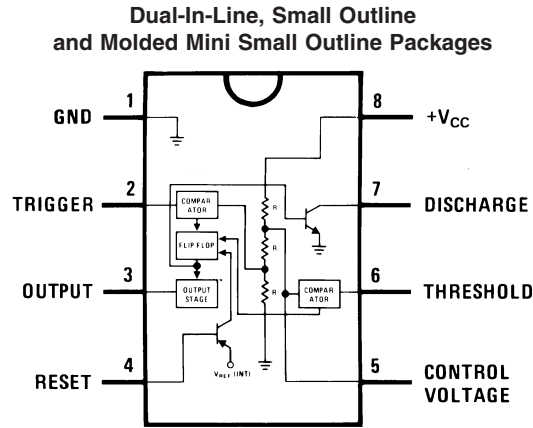 Dual-In-Line, Small Outline
and Molded Mini Small Outline Packages
1
GND
8
+VCC
2
TRIGGER
COMPAR
ATOR
R
7
DISCHARGE
FLIP FLOP
R
3
OUTPUT
OUTPUT
STAGE
R
COMPAR
ATOR
6
THRESHOLD
4
RESET
VREF (INT)
5
CONTROL
VOLTAGE